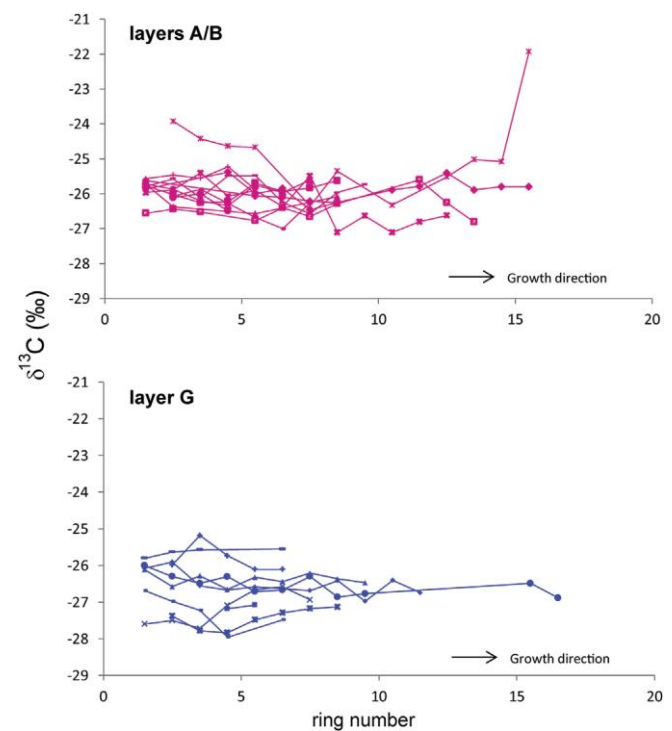 layers A/B
-21
-22
-23
-24
-25
-26
-27
-28
-29
0 5 10 15 20
Growth direction
δ¹³C (‰)
layer G
-21
-22
-23
-24
-25
-26
-27
-28
-29
0 5 10 15 20
Growth direction
ring number